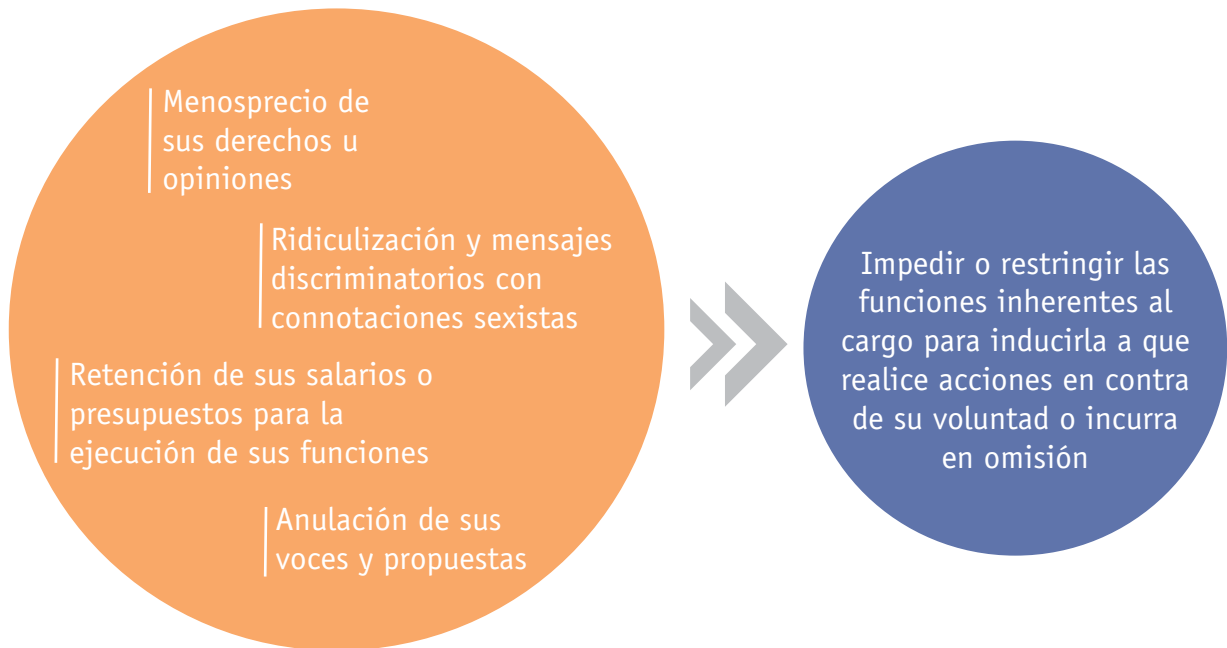 Menosprecio de
sus derechos u
opiniones
Ridiculización y mensajes
discriminatorios con
connotaciones sexistas
Retención de sus salarios o
presupuestos para la
ejecución de sus funciones
Anulación de sus
voces y propuestas
Impedir o restringir las
funciones inherentes al
cargo para inducirla a que
realice acciones en contra
de su voluntad o incurra
en omisión